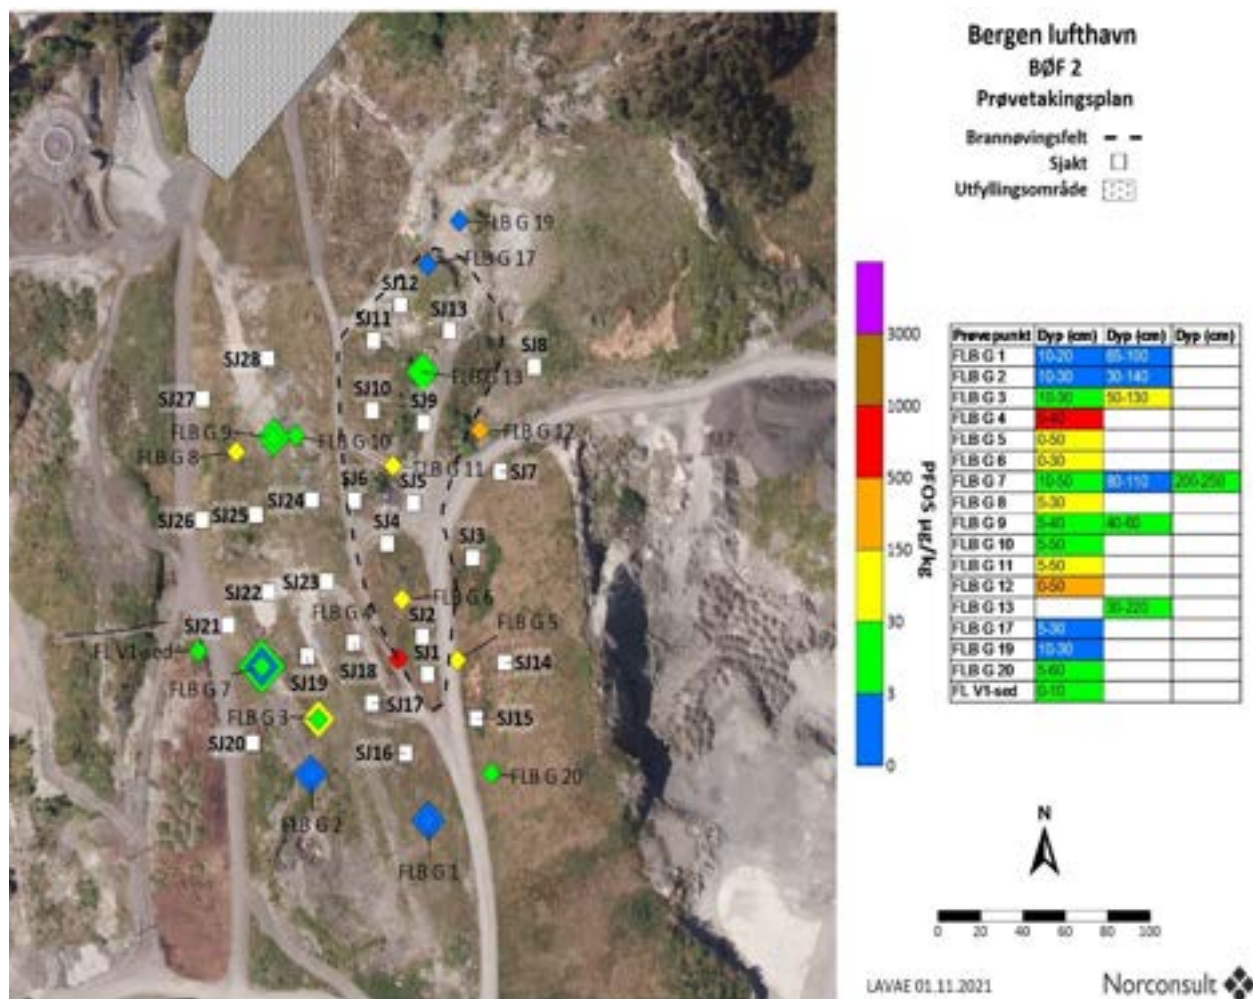 Bergen lufthavn
BØF 2
Prøvetakingsplan
Brannøvingsfelt
Sjakt
Utfyllingsområde
FLB G 19
FLB G 17
SJ12
SJ11
SJ13
SJ8
SJ28
FLB G 13
SJ27
SJ10
SJ9
FLB G 9
FLB G 10
FLB G 12
FLB G 8
FLB G 11
SJ7
SJ6
SJ5
SJ24
SJ25
SJ26
SJ4
SJ3
SJ23
SJ22
FLB G 6
FLB G 4
SJ2
FLB G 5
SJ21
FL V1-sed
SJ18
SJ1
SJ14
SJ19
FLB G 7
SJ17
FLB G 3
SJ15
SJ20
SJ16
FLB G 20
FLB G 2
FLB G 1
3000
1000
500
150
30
3
0
PFOS µg/kg
Prøvepunkt Dyp (cm) Dyp (cm) Dyp (cm)
FLB G 1 10-20 65-100
FLB G 2 10-30 30-140
FLB G 3 10-30 50-130
FLB G 4
FLB G 5 0-50
FLB G 6 0-30
FLB G 7 10-50 80-110 200-250
FLB G 8 5-30
FLB G 9 5-40 40-60
FLB G 10 5-50
FLB G 11 5-50
FLB G 12 0-50
FLB G 13 30-220
FLB G 17 5-30
FLB G 19 10-30
FLB G 20 5-60
FL V1-sed 0-10
N
0 20 40 60 80 100
LAVAE 01.11.2021
Norconsult